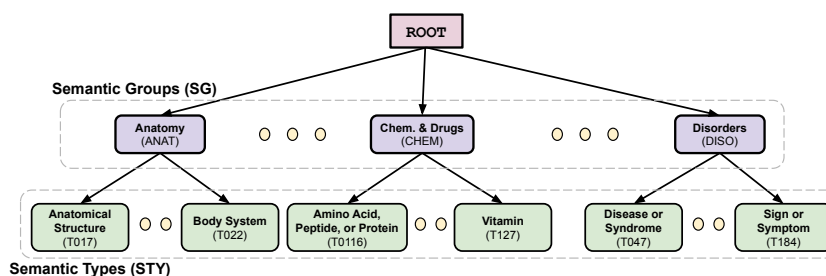 ROOT
Semantic Groups (SG)
Anatomy
(ANAT)
Chem. & Drugs
(CHEM)
Disorders
(DISO)
Anatomical
Structure
(T017)
Body System
(T022)
Amino Acid,
Peptide, or Protein
(T0116)
Vitamin
(T127)
Disease or
Syndrome
(T047)
Sign or
Symptom
(T184)
Semantic Types (STY)